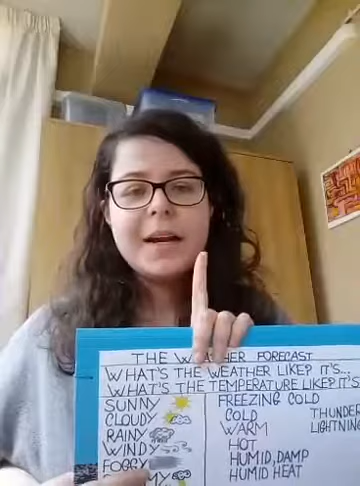 THE WEATHER FORECAST
WHAT'S THE WEATHER LIKE? IT'S...
WHAT'S THE TEMPERATURE LIKE? IT'S
SUNNY
CLOUDY
RAINY
WINDY
FOGGY
FREEZING COLD
COLD
WARM
HOT
HUMID, DAMP
HUMID HEAT
THUNDER
LIGHTNING